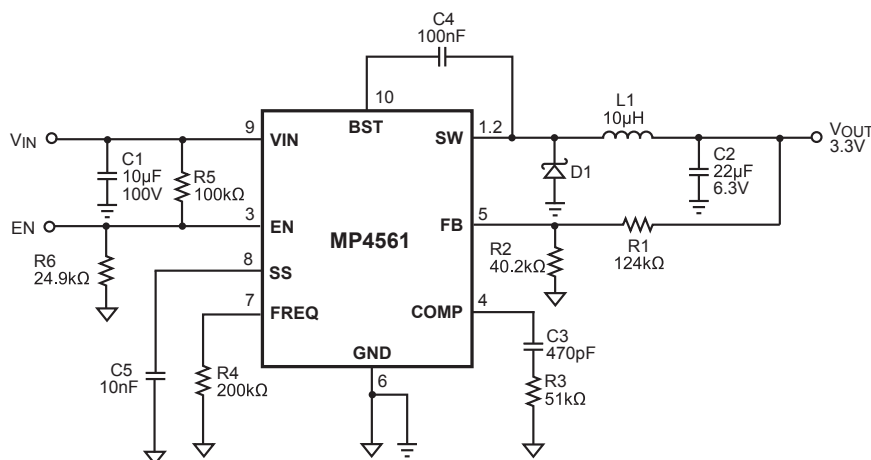 C4
100nF
10
BST
VIN
9
VIN
C1
10µF
100V
R5
100kΩ
SW
1.2
L1
10µH
VOUT
3.3V
D1
C2
22µF
6.3V
EN
3
EN
MP4561
FB
5
R2
40.2kΩ
R1
124kΩ
R6
24.9kΩ
8
SS
7
FREQ
COMP
4
C3
470pF
R3
51kΩ
GND
6
C5
10nF
R4
200kΩ